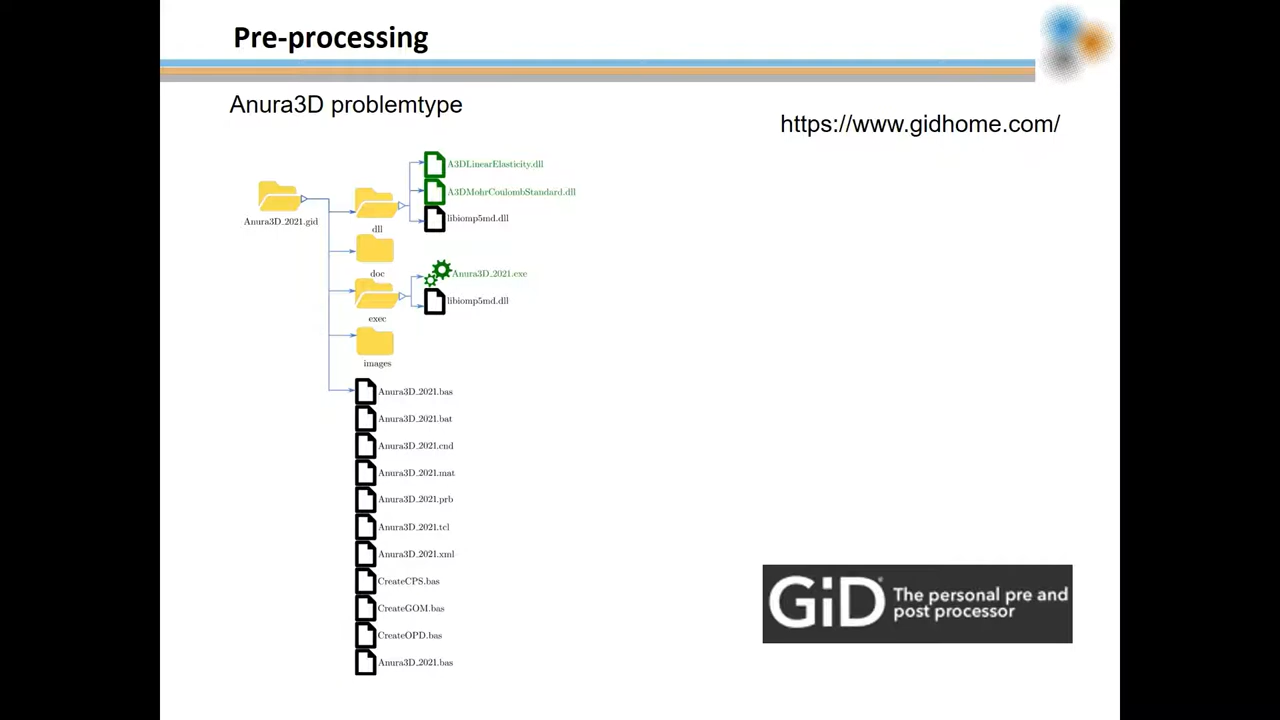 Pre-processing
Anura3D problemtype
https://www.gidhome.com/
Anura3D_2021.gid
dll
A3DLinearElasticity.dll
A3DMohrCoulombStandard.dll
libiomp5md.dll
doc
exec
Anura3D_2021.exe
libiomp5md.dll
images
Anura3D_2021.bas
Anura3D_2021.bat
Anura3D_2021.cnd
Anura3D_2021.mat
Anura3D_2021.prb
Anura3D_2021.tcl
Anura3D_2021.xml
CreateCPS.bas
CreateGOM.bas
CreateOPD.bas
Anura3D_2021.bas
GiD®
The personal pre and
post processor